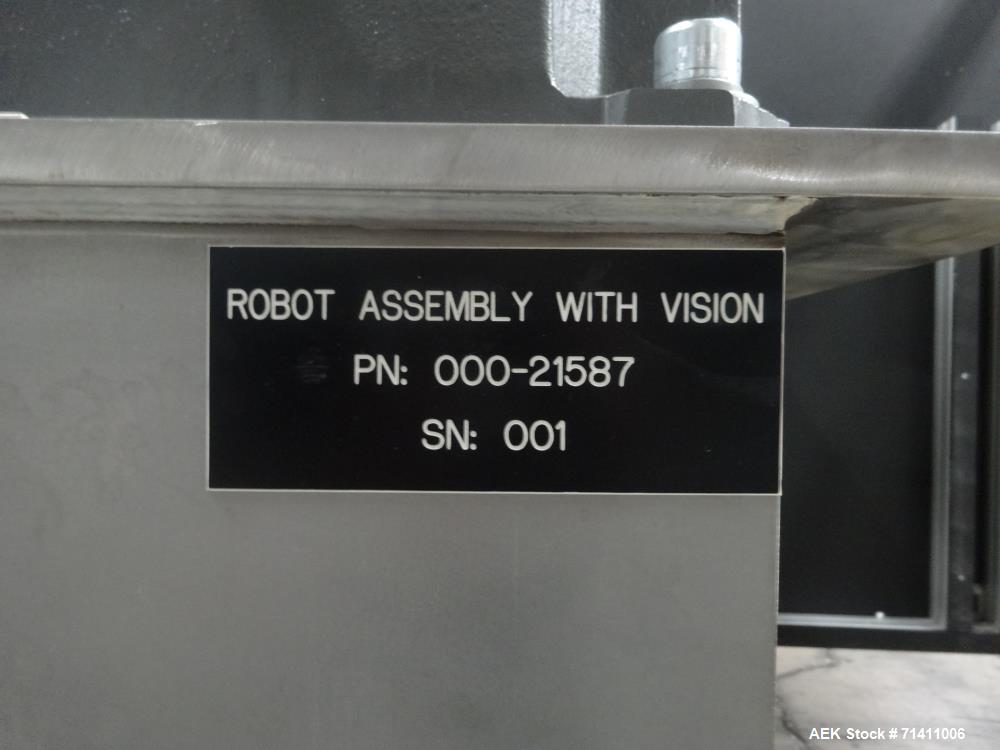 ROBOT ASSEMBLY WITH VISION
PN: 000-21587
SN: 001
AEK Stock # 71411006